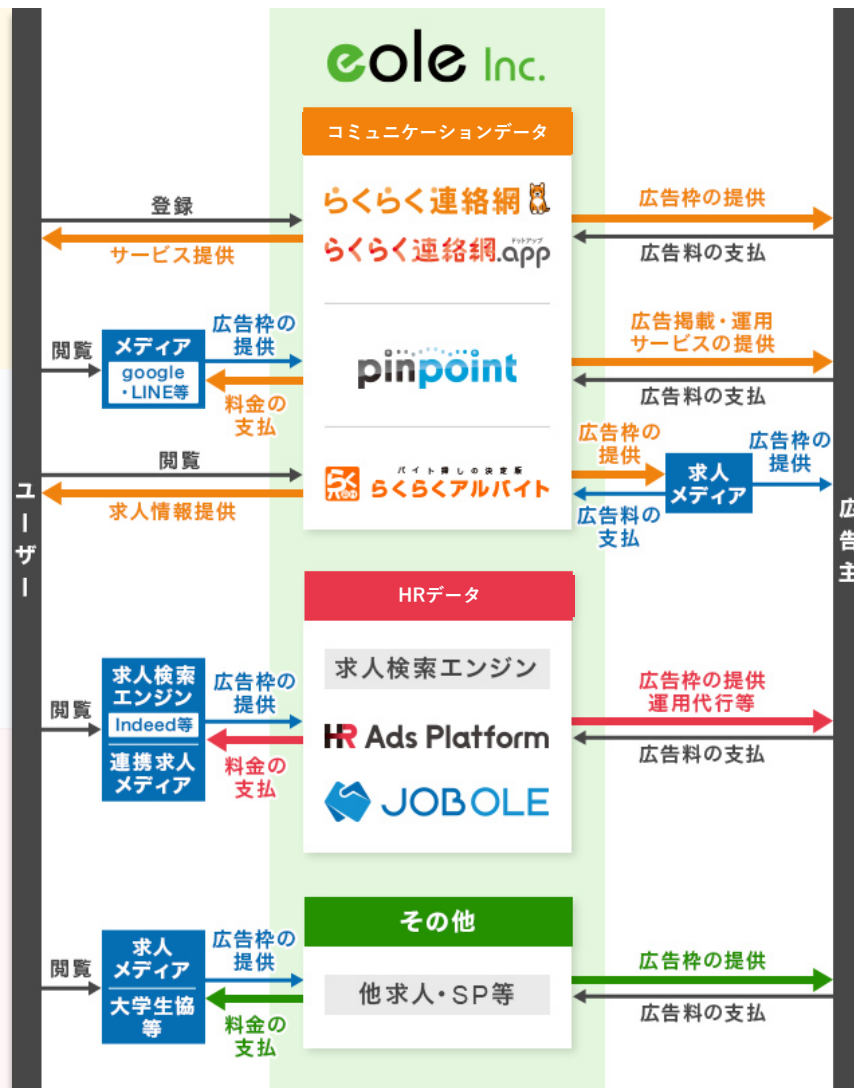 eole Inc.
コミュニケーションデータ
らくらく連絡網
らくらく連絡網.app
ドットアップ
登録
サービス提供
広告枠の提供
広告料の支払
閲覧
メディア
google
・LINE等
広告枠の
提供
料金の
支払
pinpoint
広告掲載・運用
サービスの提供
広告料の支払
閲覧
求人情報提供
バイト探しの決定版
らくらくアルバイト
広告枠の
提供
広告料の
支払
求人
メディア
広告枠の
提供
ユーザー
広告主
HRデータ
閲覧
求人検索
エンジン
Indeed等
連携求人
メディア
広告枠の
提供
料金の
支払
求人検索エンジン
HR Ads Platform
JOBOLE
広告枠の提供
運用代行等
広告料の支払
その他
閲覧
求人
メディア
大学生協
等
広告枠の
提供
料金の
支払
他求人・SP等
広告枠の提供
広告料の支払